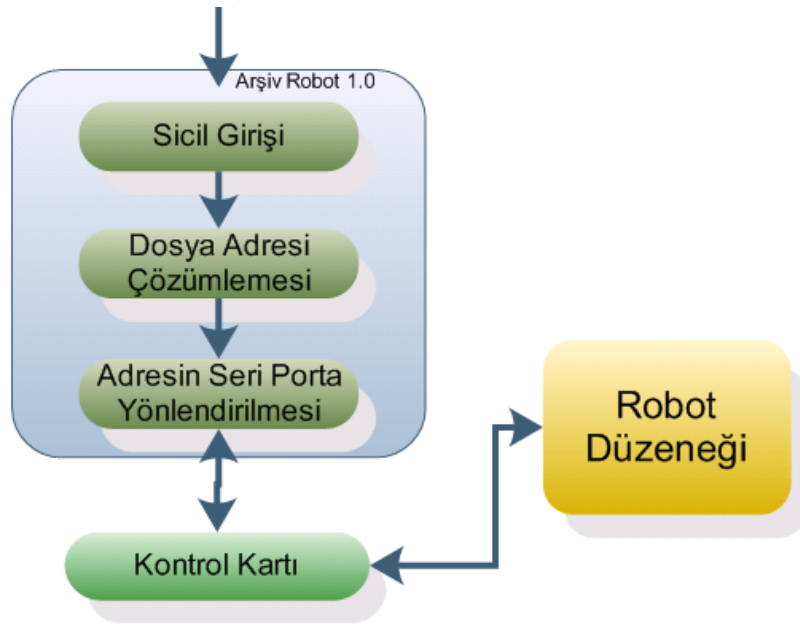 Arşiv Robot 1.0
Sicil Girişi
Dosya Adresi
Çözümlemesi
Adresin Seri Porta
Yönlendirilmesi
Robot
Düzeneği
Kontrol Kartı